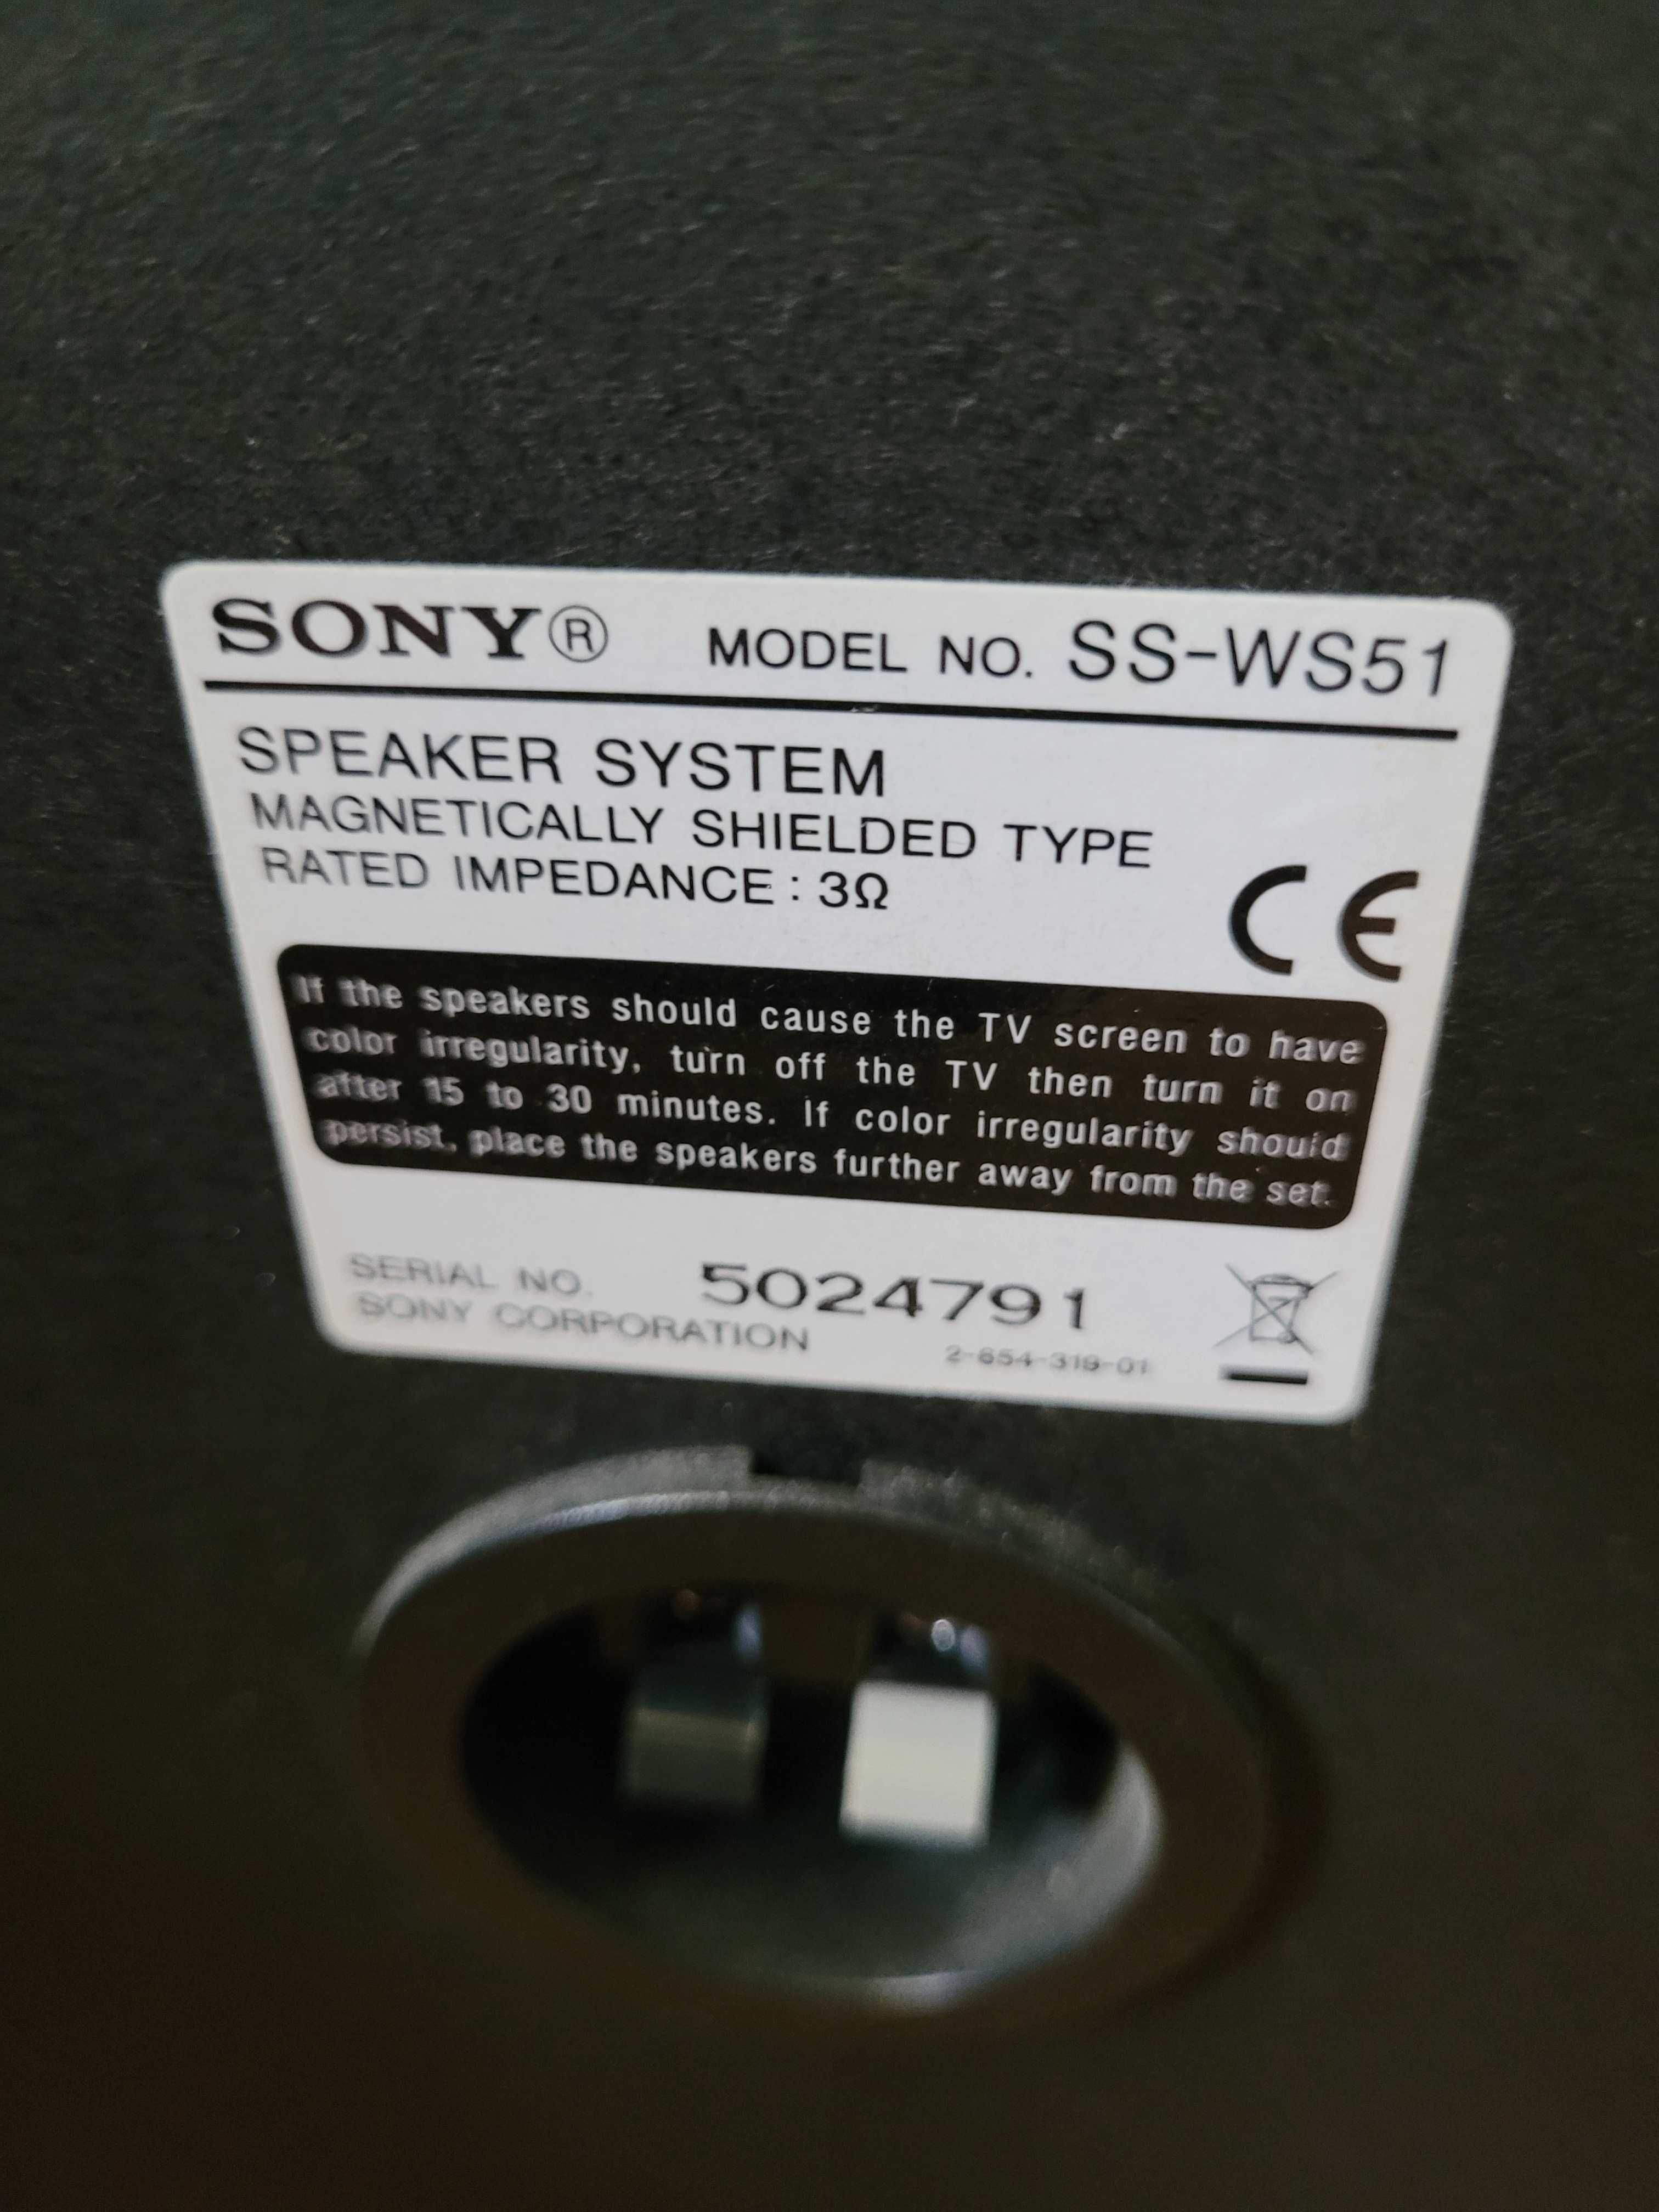 SONY® MODEL NO. SS-WS51
SPEAKER SYSTEM
MAGNETICALLY SHIELDED TYPE
RATED IMPEDANCE : 3Ω
CE
If the speakers should cause the TV screen to have
color irregularity, turn off the TV then turn it on
after 15 to 30 minutes. If color irregularity should
persist, place the speakers further away from the set.
SERIAL NO. 5024791
SONY CORPORATION 2-654-319-01